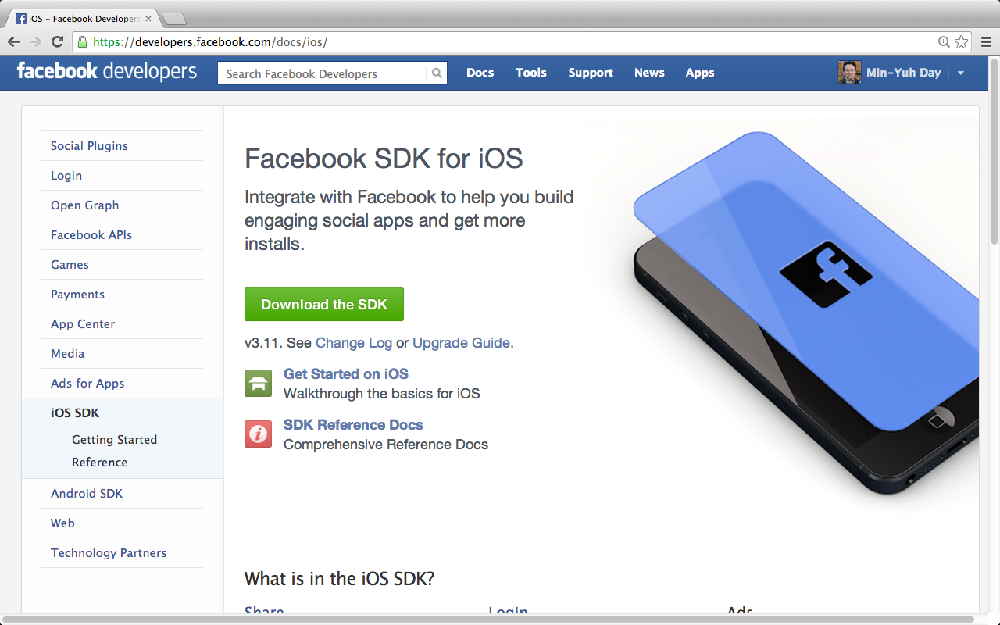 iOS – Facebook Developers
https://developers.facebook.com/docs/ios/
facebook developers
Search Facebook Developers
Docs
Tools
Support
News
Apps
Min-Yuh Day
Social Plugins
Login
Open Graph
Facebook APIs
Games
Payments
App Center
Media
Ads for Apps
iOS SDK
Getting Started
Reference
Android SDK
Web
Technology Partners
Facebook SDK for iOS
Integrate with Facebook to help you build
engaging social apps and get more
installs.
Download the SDK
v3.11. See Change Log or Upgrade Guide.
Get Started on iOS
Walkthrough the basics for iOS
SDK Reference Docs
Comprehensive Reference Docs
What is in the iOS SDK?
Share
Login
Ads